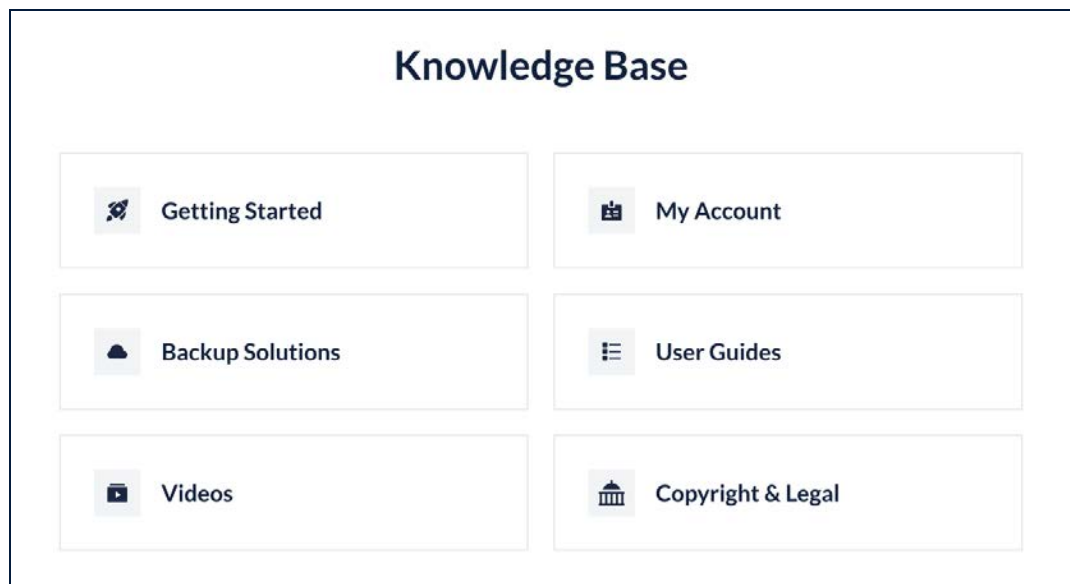 Knowledge Base
Getting Started
My Account
Backup Solutions
User Guides
Videos
Copyright & Legal